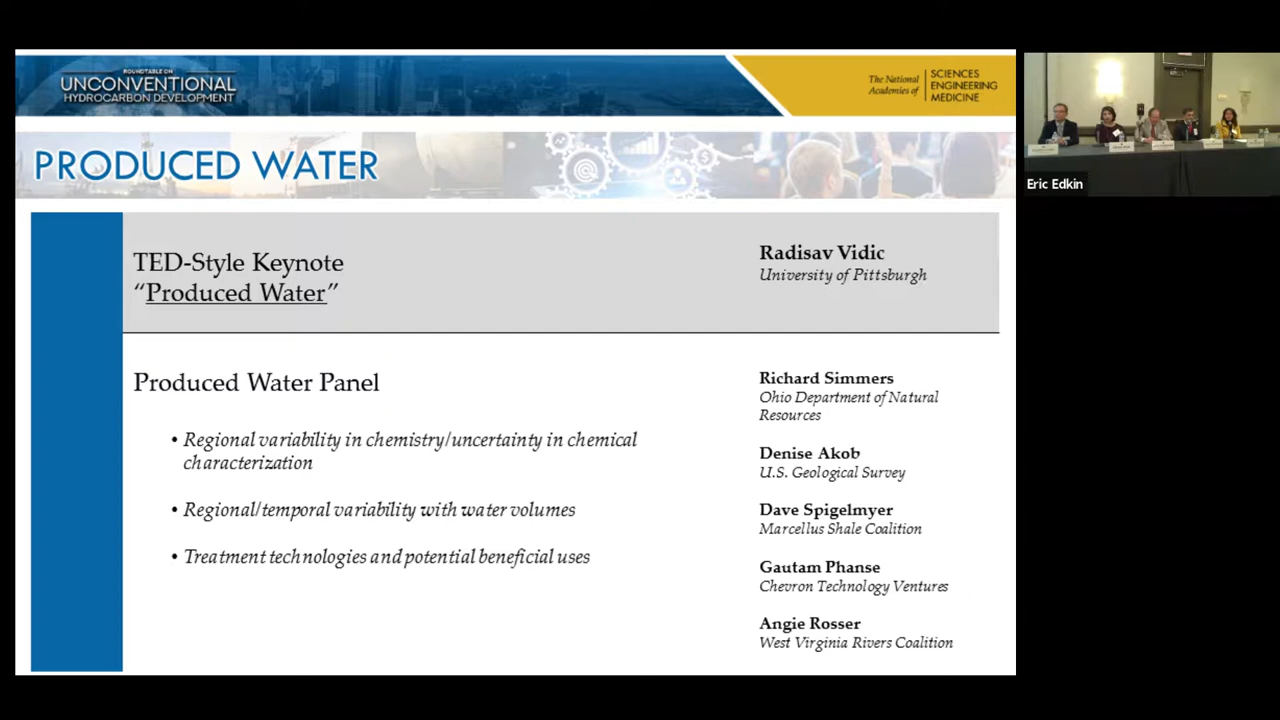 ROUNDTABLE ON
UNCONVENTIONAL
HYDROCARBON DEVELOPMENT
The National
Academies of
SCIENCES
ENGINEERING
MEDICINE
PRODUCED WATER
TED-Style Keynote
“Produced Water”
Radisav Vidic
University of Pittsburgh
Produced Water Panel
• Regional variability in chemistry/uncertainty in chemical
characterization
• Regional/temporal variability with water volumes
• Treatment technologies and potential beneficial uses
Richard Simmers
Ohio Department of Natural
Resources
Denise Akob
U.S. Geological Survey
Dave Spigelmyer
Marcellus Shale Coalition
Gautam Phanse
Chevron Technology Ventures
Angie Rosser
West Virginia Rivers Coalition
Eric Edkin